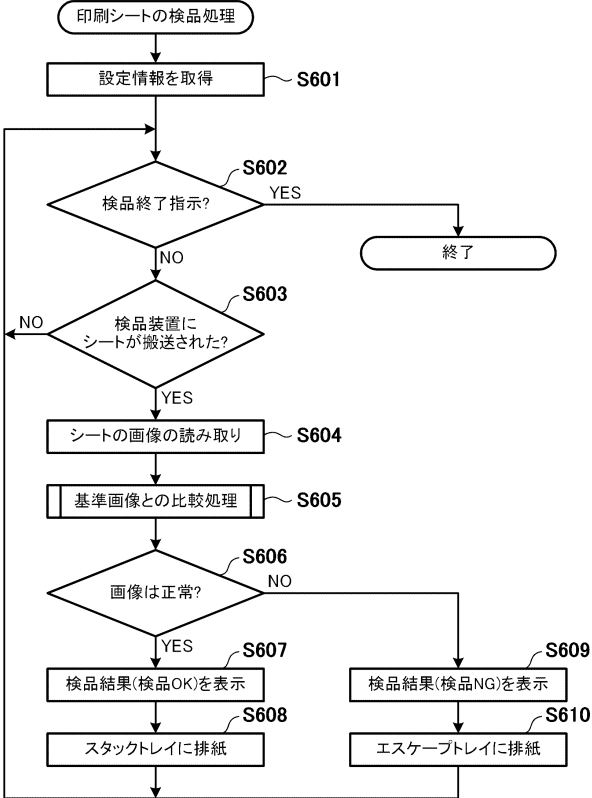 印刷シートの検品処理
設定情報を取得
S601
S602
検品終了指示?
YES
終了
NO
S603
検品装置に
シートが搬送された?
NO
YES
シートの画像の読み取り
S604
基準画像との比較処理
S605
S606
画像は正常?
NO
YES
S607
検品結果(検品OK)を表示
S609
検品結果(検品NG)を表示
S608
スタックトレイに排紙
S610
エスケープトレイに排紙